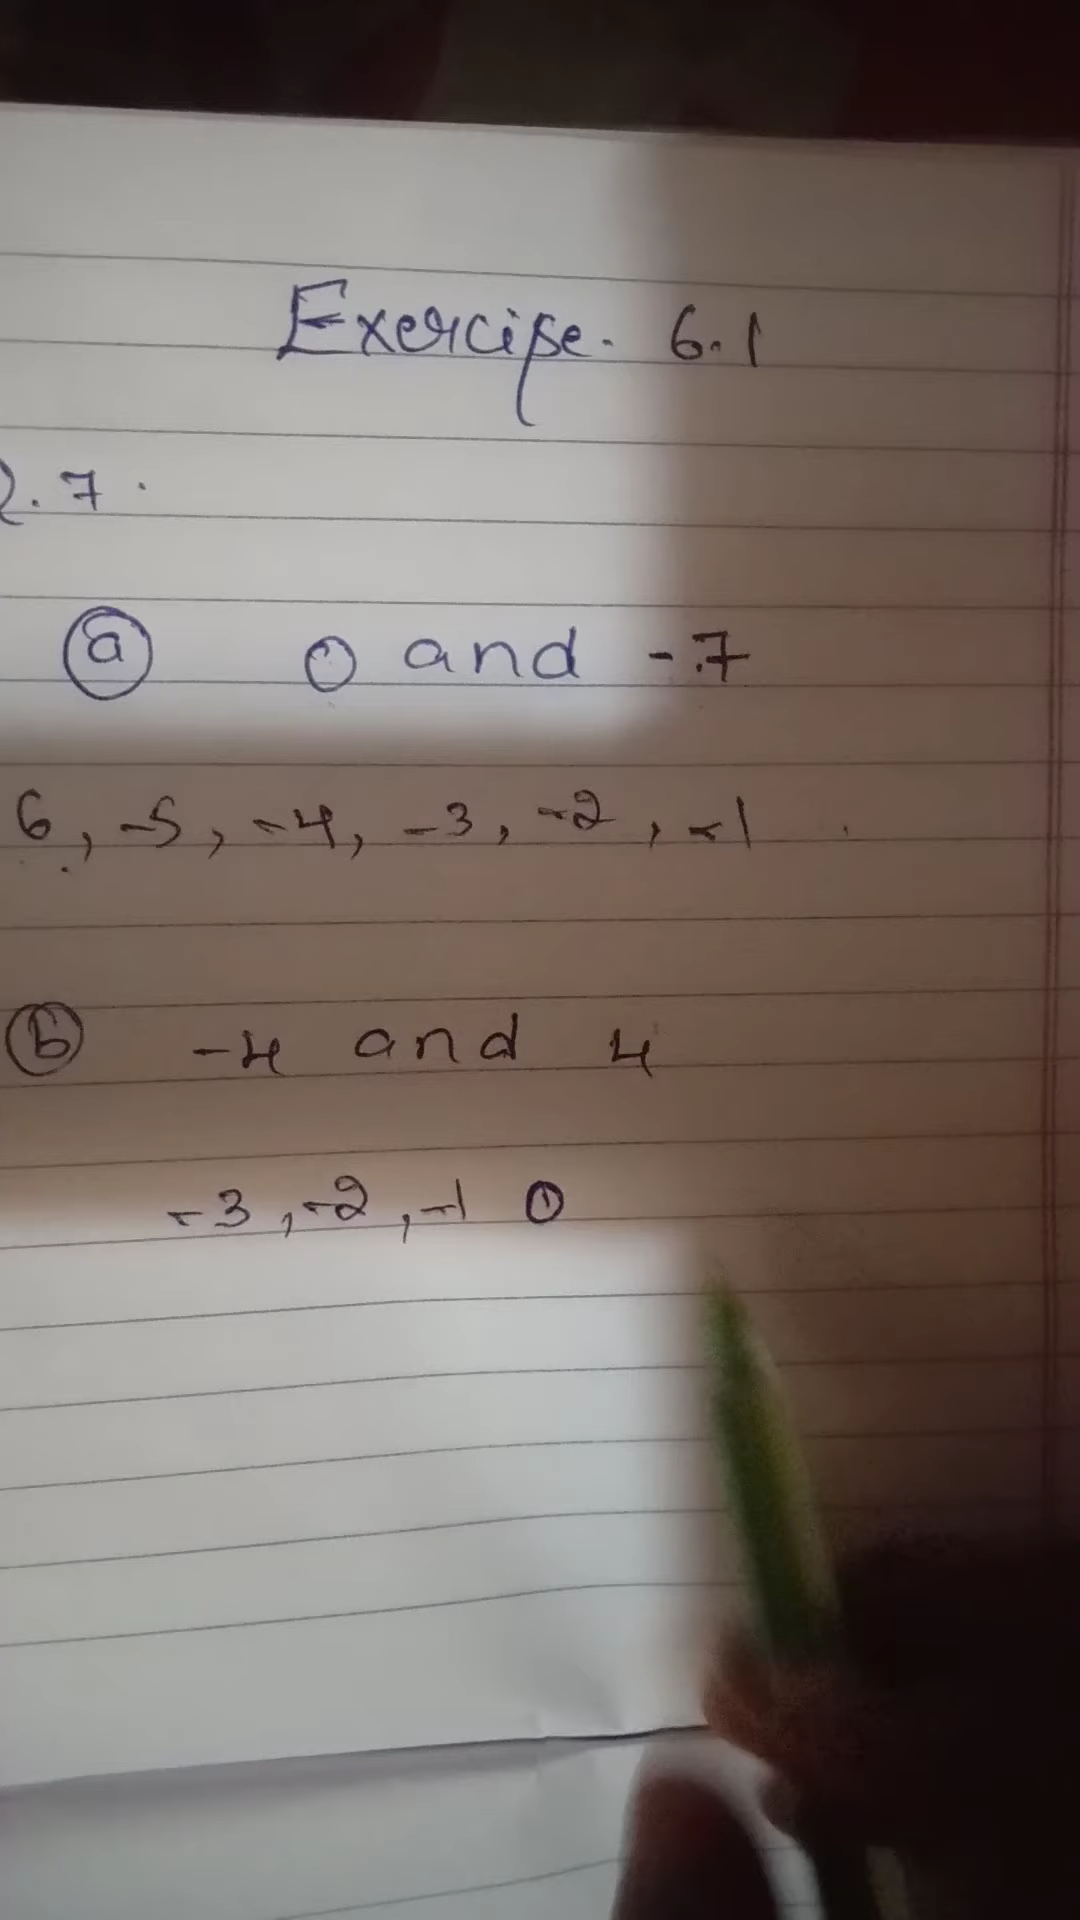 Exercise. 6.1
2.7.
a 0 and -7
6, -5, -4, -3, -2, -1
b -4 and 4
-3, -2, -1 0